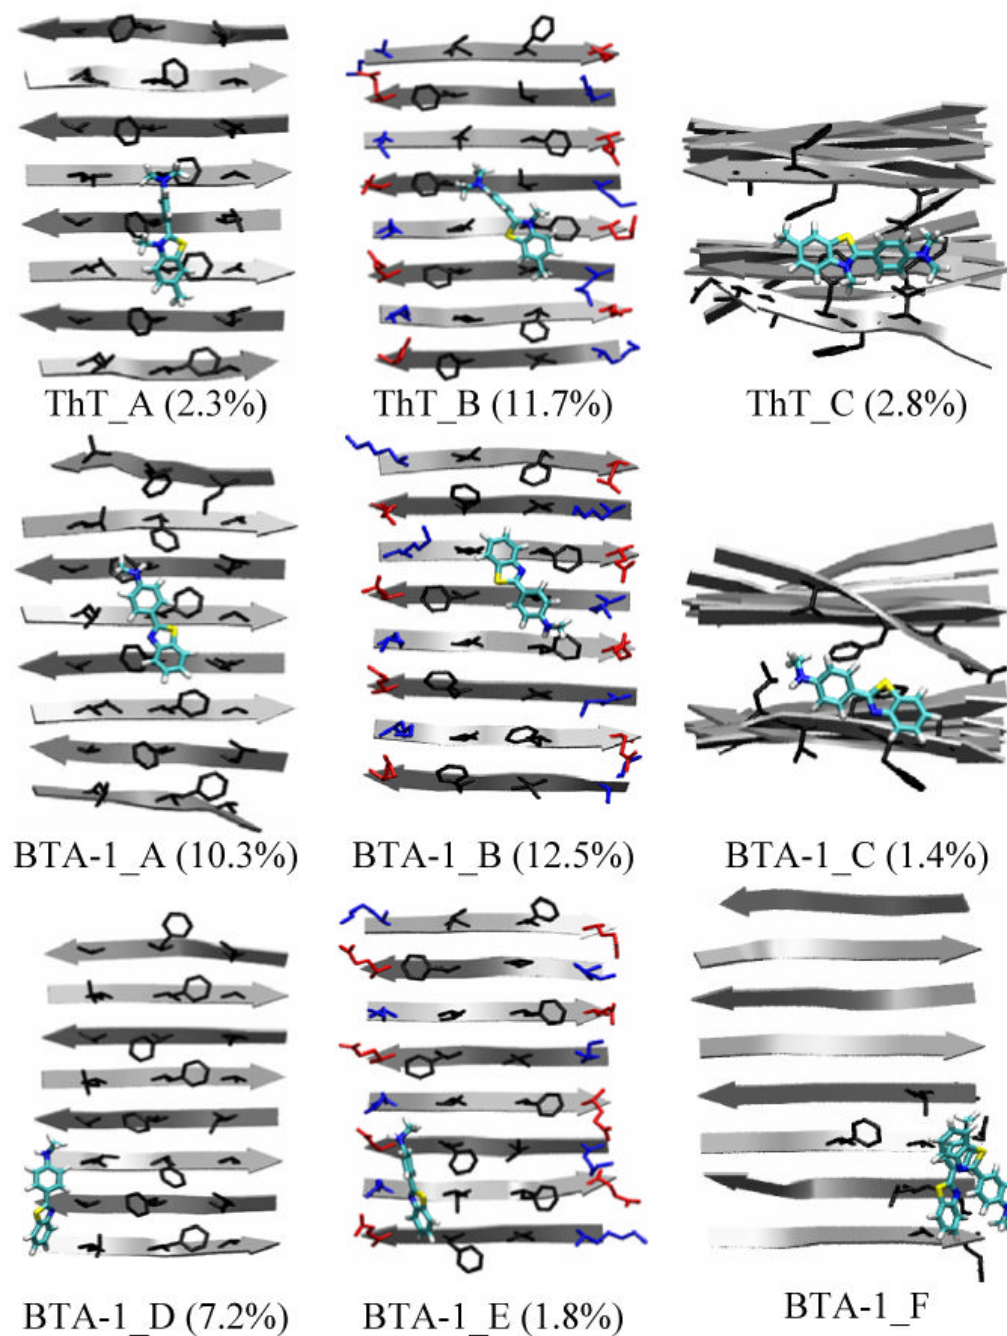 ThT_A (2.3%)
ThT_B (11.7%)
ThT_C (2.8%)
BTA-1_A (10.3%)
BTA-1_B (12.5%)
BTA-1_C (1.4%)
BTA-1_D (7.2%)
BTA-1_E (1.8%)
BTA-1_F